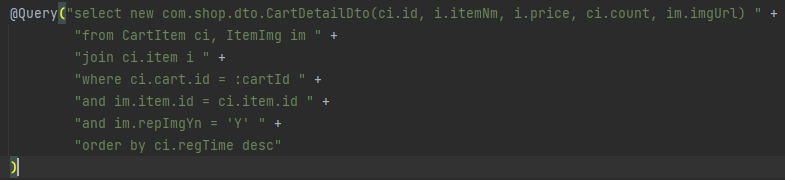 @Query("select new com.shop.dto.CartDetailDto(ci.id, i.itemNm, i.price, ci.count, im.imgUrl) " +
"from CartItem ci, ItemImg im " +
"join ci.item i " +
"where ci.cart.id = :cartId " +
"and im.item.id = ci.item.id " +
"and im.repImgYn = 'Y' " +
"order by ci.regTime desc"
)